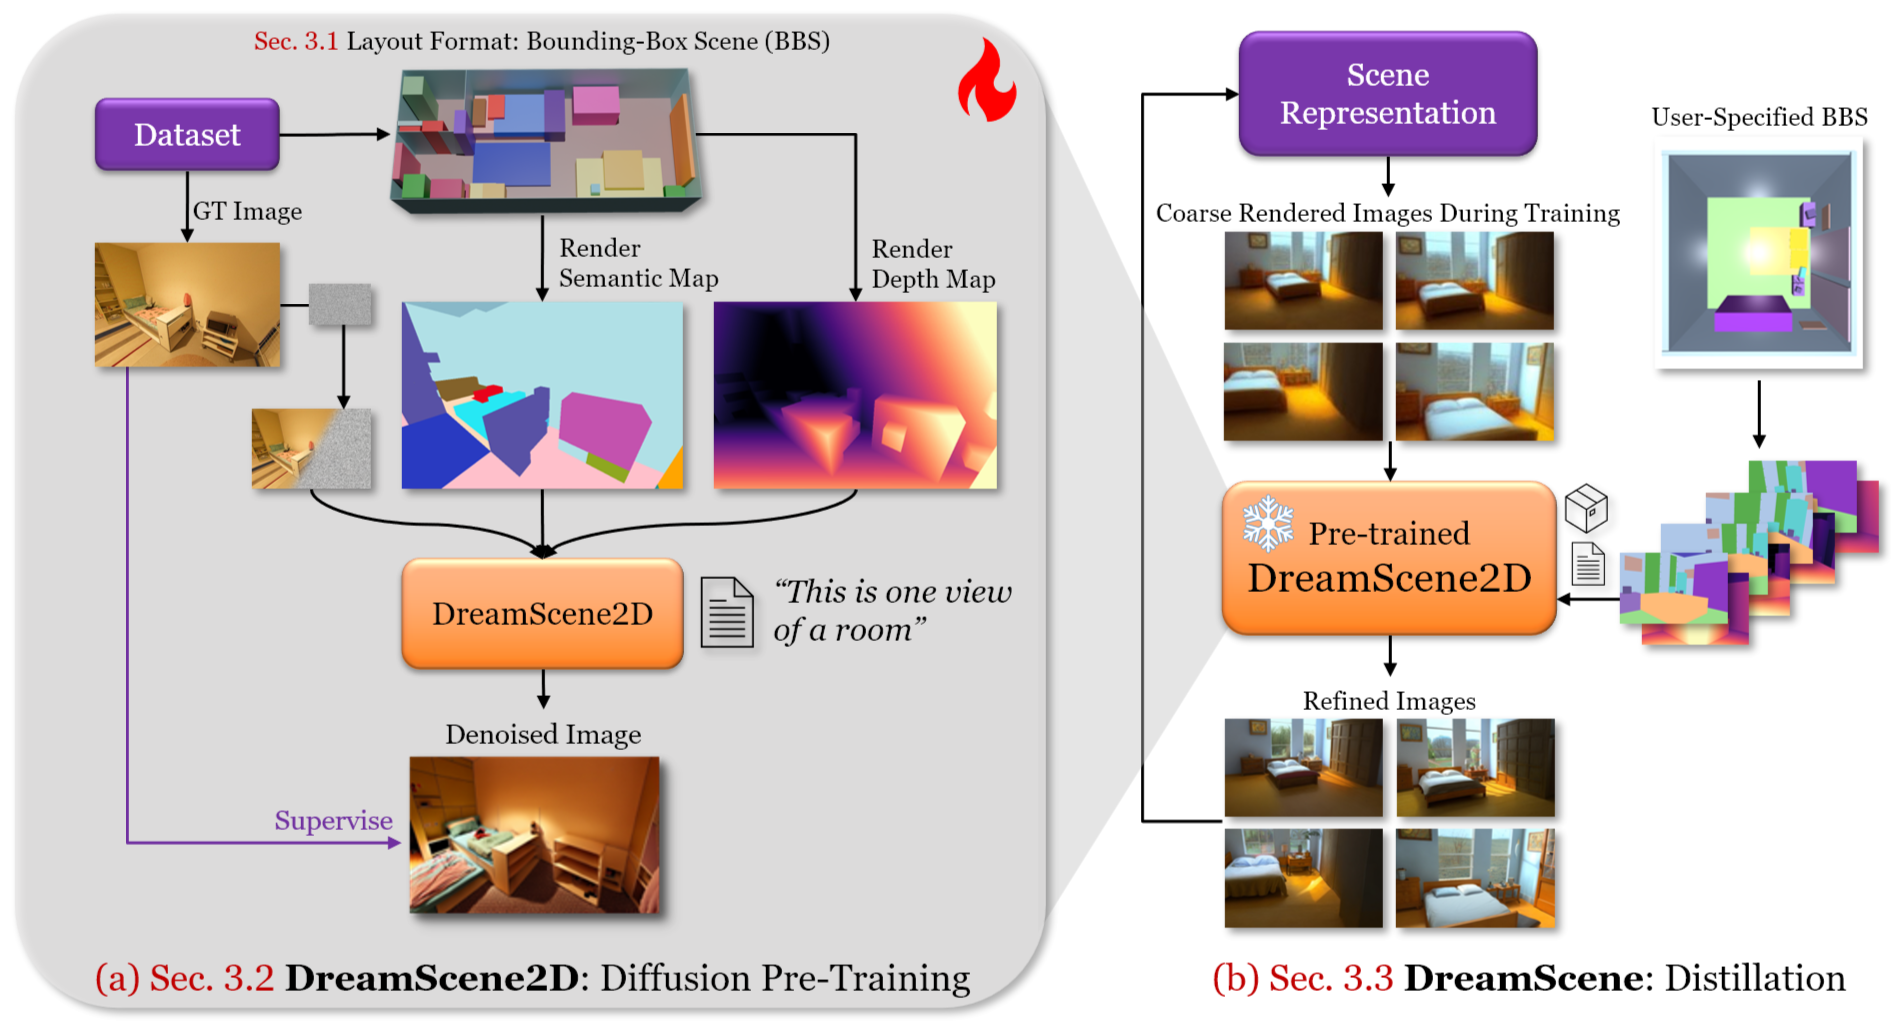 Sec. 3.1 Layout Format: Bounding-Box Scene (BBS)
Dataset
GT Image
Render
Semantic Map
Render
Depth Map
DreamScene2D
“This is one view
of a room”
Denoised Image
Supervise
(a) Sec. 3.2 DreamScene2D: Diffusion Pre-Training
Scene
Representation
User-Specified BBS
Coarse Rendered Images During Training
Pre-trained
DreamScene2D
Refined Images
(b) Sec. 3.3 DreamScene: Distillation